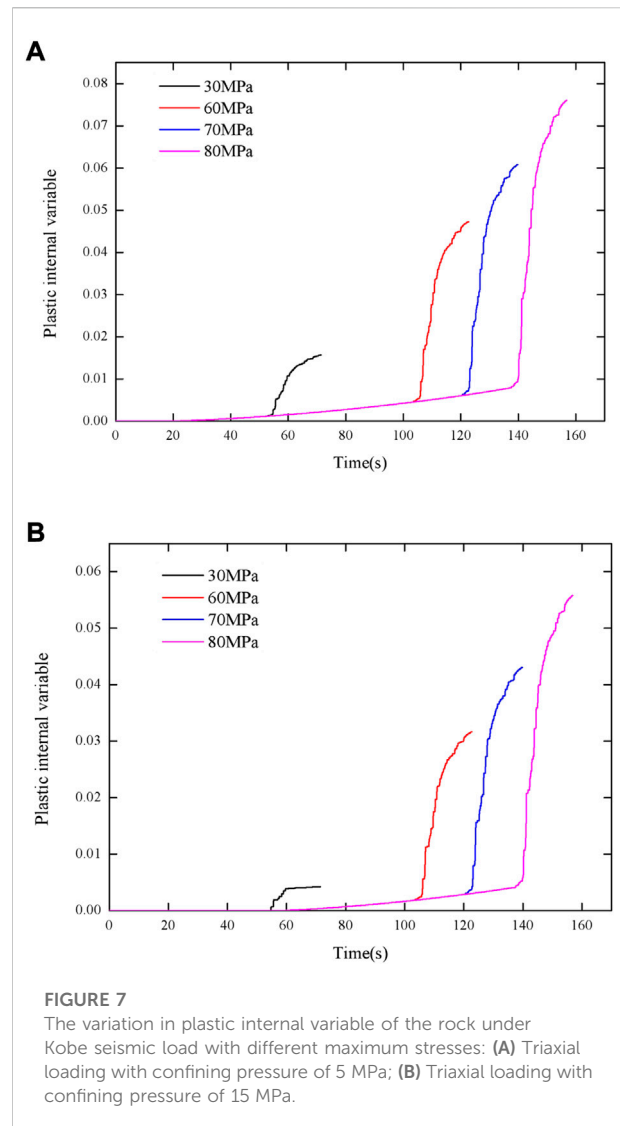 A
0.08
0.07
0.06
0.05
0.04
0.03
0.02
0.01
0.00
Plastic internal variable
30MPa
60MPa
70MPa
80MPa
0 20 40 60 80 100 120 140 160
Time(s)
B
0.06
0.05
0.04
0.03
0.02
0.01
0.00
Plastic internal variable
30MPa
60MPa
70MPa
80MPa
0 20 40 60 80 100 120 140 160
Time(s)
FIGURE 7
The variation in plastic internal variable of the rock under
Kobe seismic load with different maximum stresses: (A) Triaxial
loading with confining pressure of 5 MPa; (B) Triaxial loading with
confining pressure of 15 MPa.